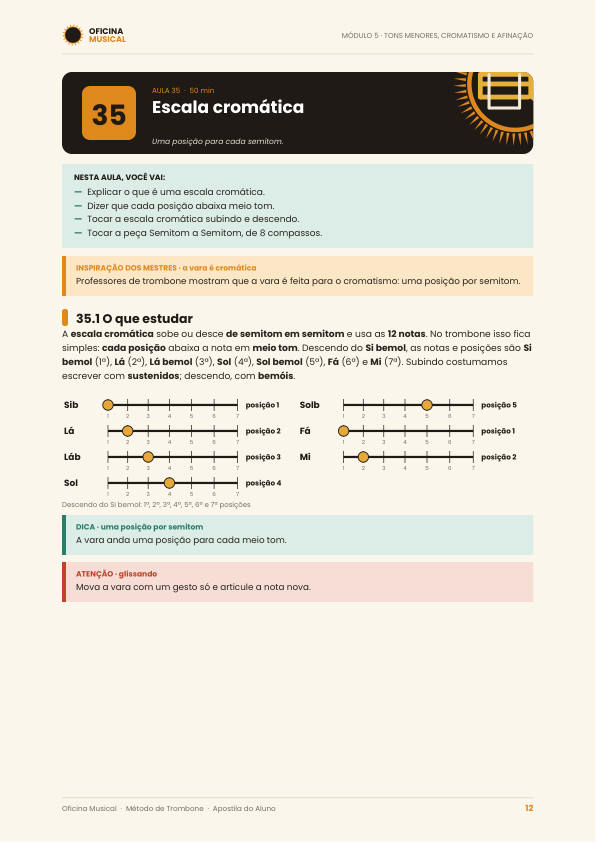 OFICINA
MUSICAL
MÓDULO 5 · TONS MENORES, CROMATISMO E AFINAÇÃO
35
AULA 35 · 50 min
Escala cromática
Uma posição para cada semitom.
NESTA AULA, VOCÊ VAI:
— Explicar o que é uma escala cromática.
— Dizer que cada posição abaixa meio tom.
— Tocar a escala cromática subindo e descendo.
— Tocar a peça Semitom a Semitom, de 8 compassos.
INSPIRAÇÃO DOS MESTRES · a vara é cromática
Professores de trombone mostram que a vara é feita para o cromatismo: uma posição por semitom.
35.1 O que estudar
A escala cromática sobe ou desce de semitom em semitom e usa as 12 notas. No trombone isso fica
simples: cada posição abaixa a nota em meio tom. Descendo do Si bemol, as notas e posições são Si
bemol (1ª), Lá (2ª), Lá bemol (3ª), Sol (4ª), Sol bemol (5ª), Fá (6ª) e Mi (7ª). Subindo costumamos
escrever com sustenidos; descendo, com bemóis.
Sib 1 2 3 4 5 6 7 posição 1
Lá 1 2 3 4 5 6 7 posição 2
Láb 1 2 3 4 5 6 7 posição 3
Sol 1 2 3 4 5 6 7 posição 4
Solb 1 2 3 4 5 6 7 posição 5
Fá 1 2 3 4 5 6 7 posição 1
Mi 1 2 3 4 5 6 7 posição 2
Descendo do Si bemol: 1ª, 2ª, 3ª, 4ª, 5ª, 6ª e 7ª posições
DICA · uma posição por semitom
A vara anda uma posição para cada meio tom.
ATENÇÃO · glissando
Mova a vara com um gesto só e articule a nota nova.
Oficina Musical · Método de Trombone · Apostila do Aluno
12